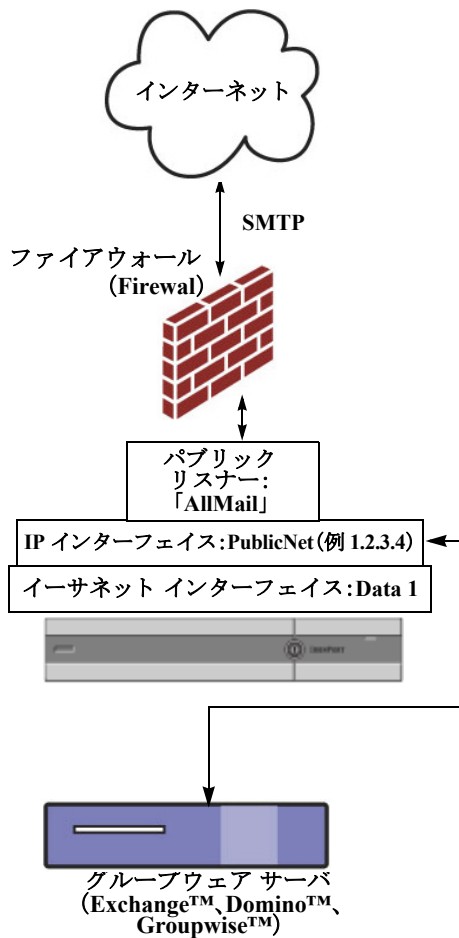 インターネット
SMTP
ファイアウォール
(Firewal)
パブリック
リスナー:
「AllMail」
IP インターフェイス:PublicNet(例 1.2.3.4)
イーサネット インターフェイス:Data 1
IRONPORT
グループウェア サーバ
(Exchange™、Domino™、
Groupwise™)